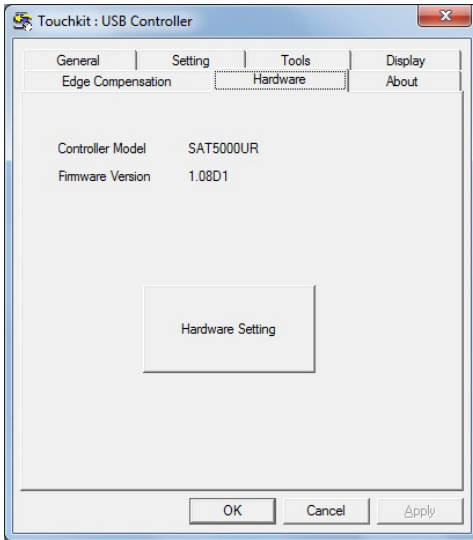 Touchkit : USB Controller
General Setting Tools Display
Edge Compensation Hardware About
Controller Model SAT5000UR
Firmware Version 1.08D1
Hardware Setting
OK Cancel Apply